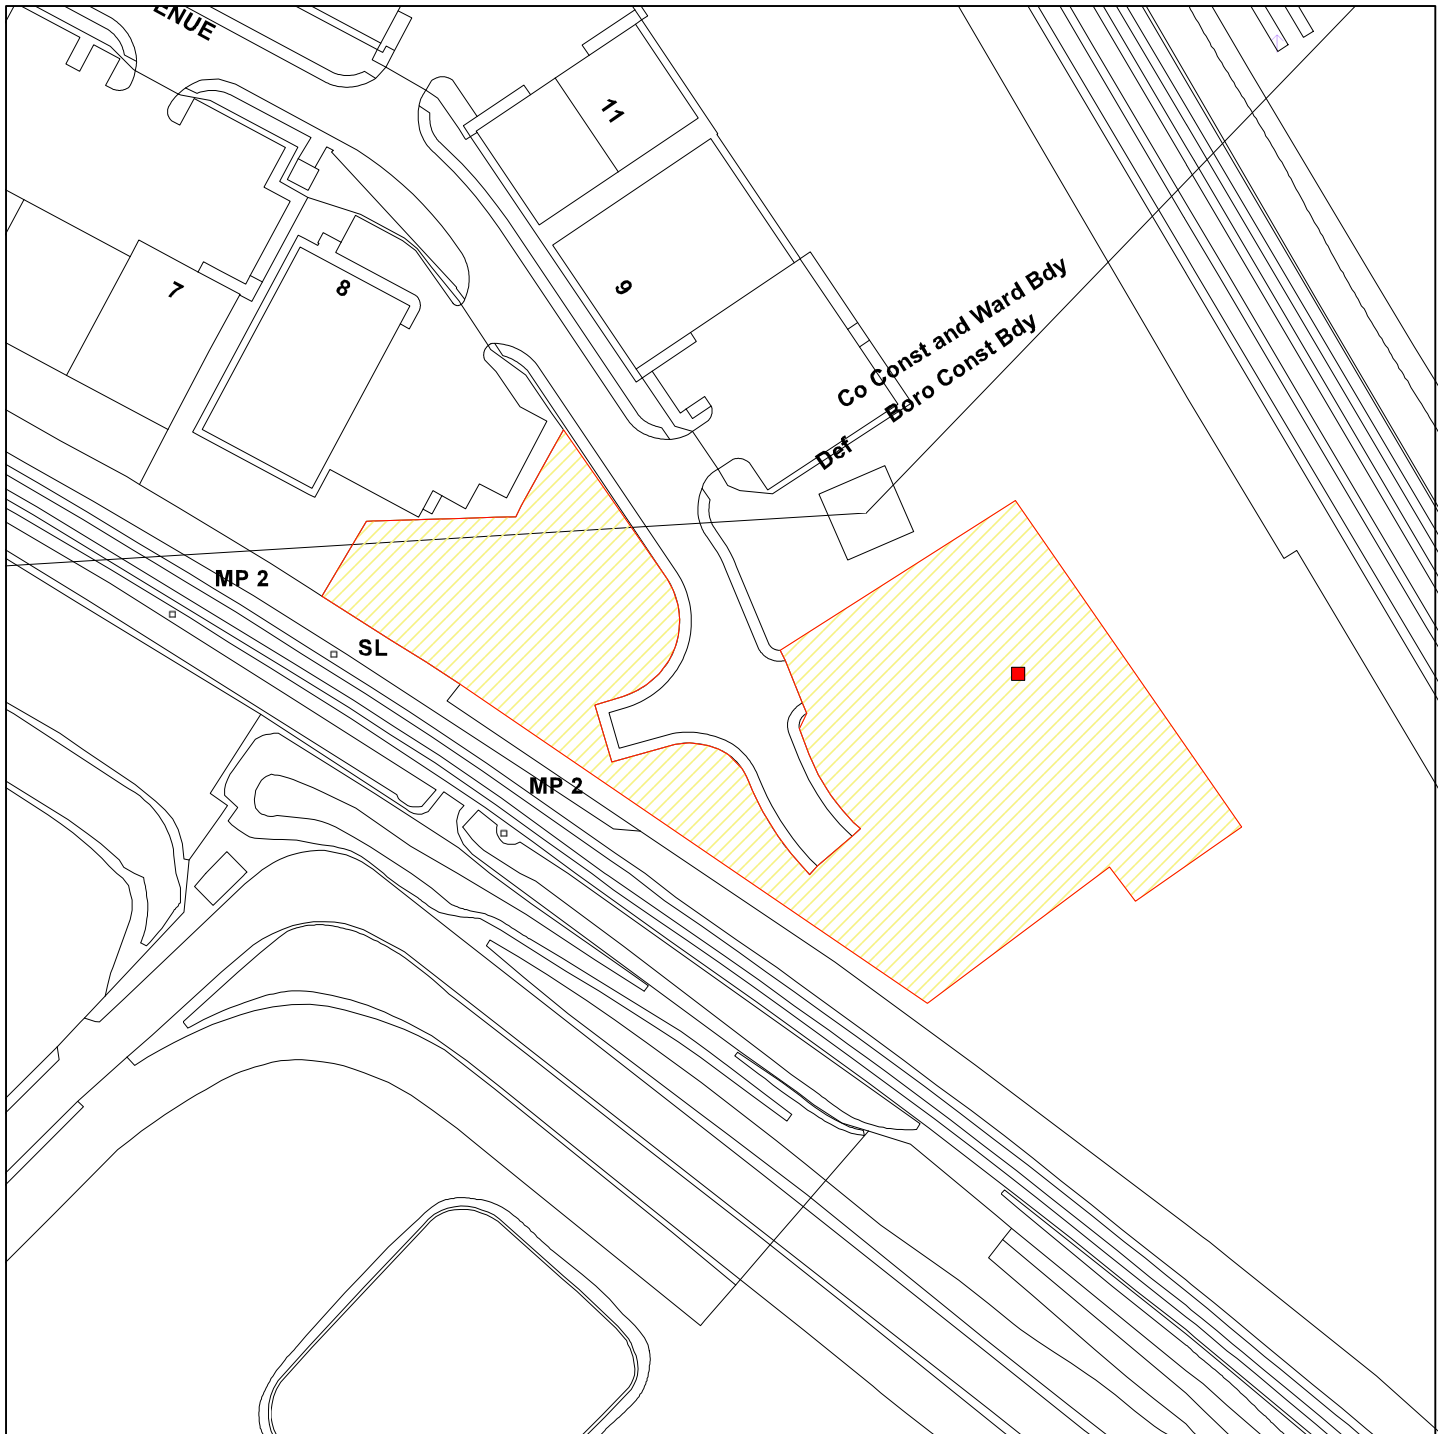 ENUE
11
7
8
9
Co Const and Ward Bdy
Def Boro Const Bdy
MP 2
SL
MP 2